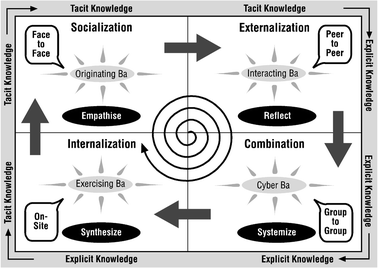 Tacit Knowledge
Tacit Knowledge
Socialization
Externalization
Face
to
Face
Peer
to
Peer
Originating Ba
Interacting Ba
Empathise
Reflect
Tacit Knowledge
Explicit Knowledge
Internalization
Combination
Exercising Ba
Cyber Ba
On-
Site
Group
to
Group
Synthesize
Systemize
Tacit Knowledge
Explicit Knowledge
Explicit Knowledge
Explicit Knowledge